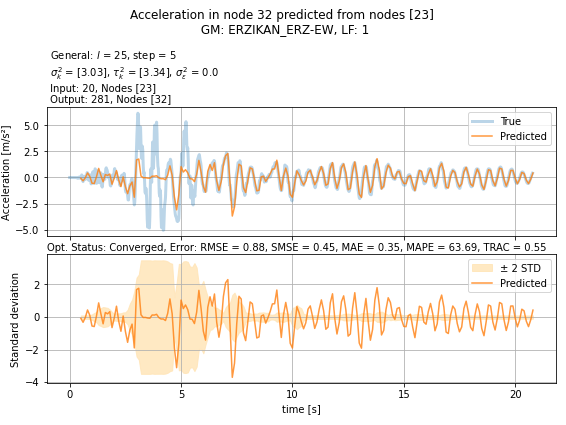 Acceleration in node 32 predicted from nodes [23]
GM: ERZIKAN_ERZ-EW, LF: 1
General: l = 25, step = 5
σ²ₖ = [3.03], τ²ₖ = [3.34], σ²ε = 0.0
Input: 20, Nodes [23]
Output: 281, Nodes [32]
Acceleration [m/s²]
5.0
2.5
0.0
−2.5
−5.0
True
Predicted
Opt. Status: Converged, Error: RMSE = 0.88, SMSE = 0.45, MAE = 0.35, MAPE = 63.69, TRAC = 0.55
Standard deviation
2
0
−2
−4
± 2 STD
Predicted
0 5 10 15 20
time [s]